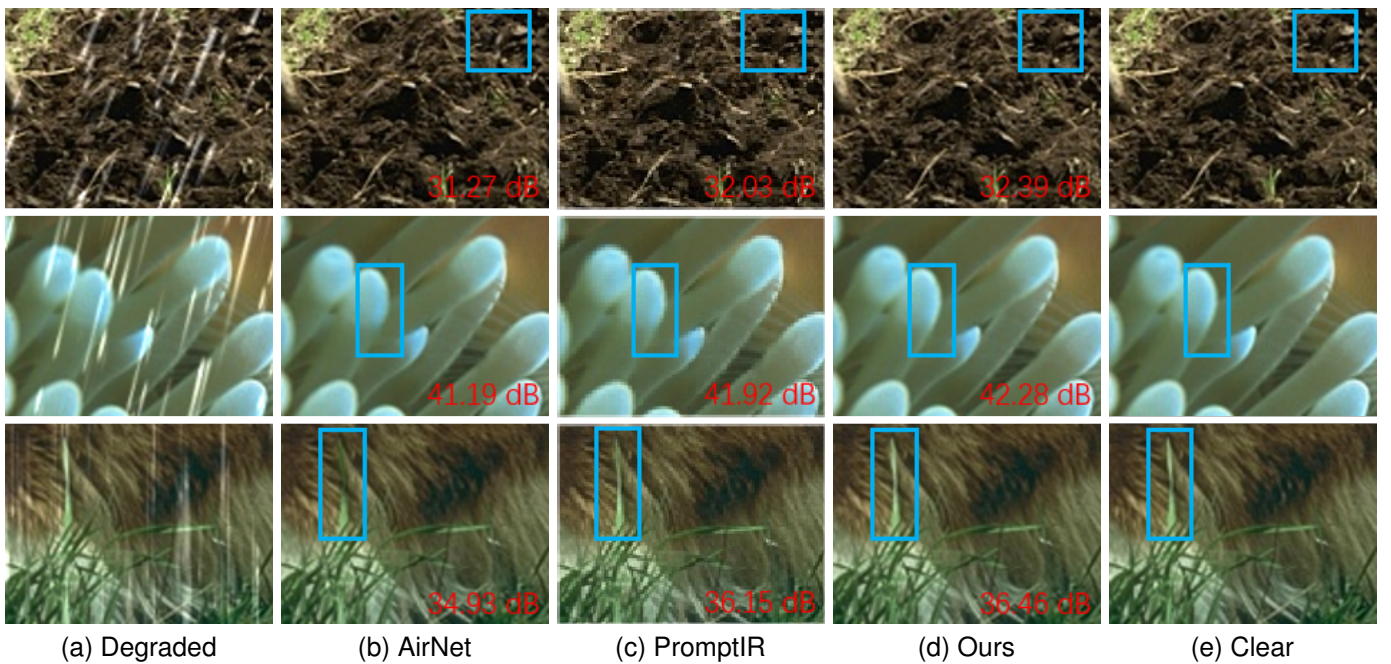 31.27 dB
32.03 dB
32.39 dB
41.19 dB
41.92 dB
42.28 dB
34.93 dB
36.15 dB
36.46 dB
(a) Degraded
(b) AirNet
(c) PromptIR
(d) Ours
(e) Clear